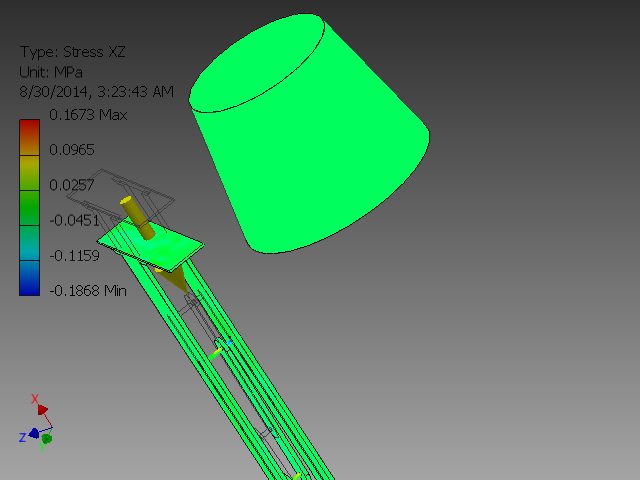 Type: Stress XZ
Unit: MPa
8/30/2014, 3:23:43 AM
0.1673 Max
0.0965
0.0257
-0.0451
-0.1159
-0.1868 Min
X
Z
Y